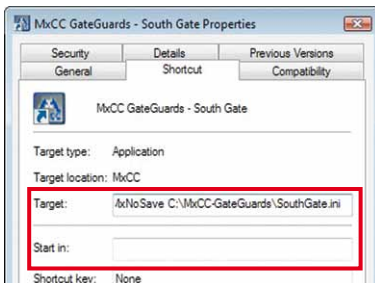 MxCC GateGuards - South Gate Properties
Security Details Previous Versions
General Shortcut Compatibility
MxCC GateGuards - South Gate
Target type: Application
Target location: MxCC
Target: /xNoSave C:\MxCC-GateGuards\SouthGate.ini
Start in:
Shortcut key: None